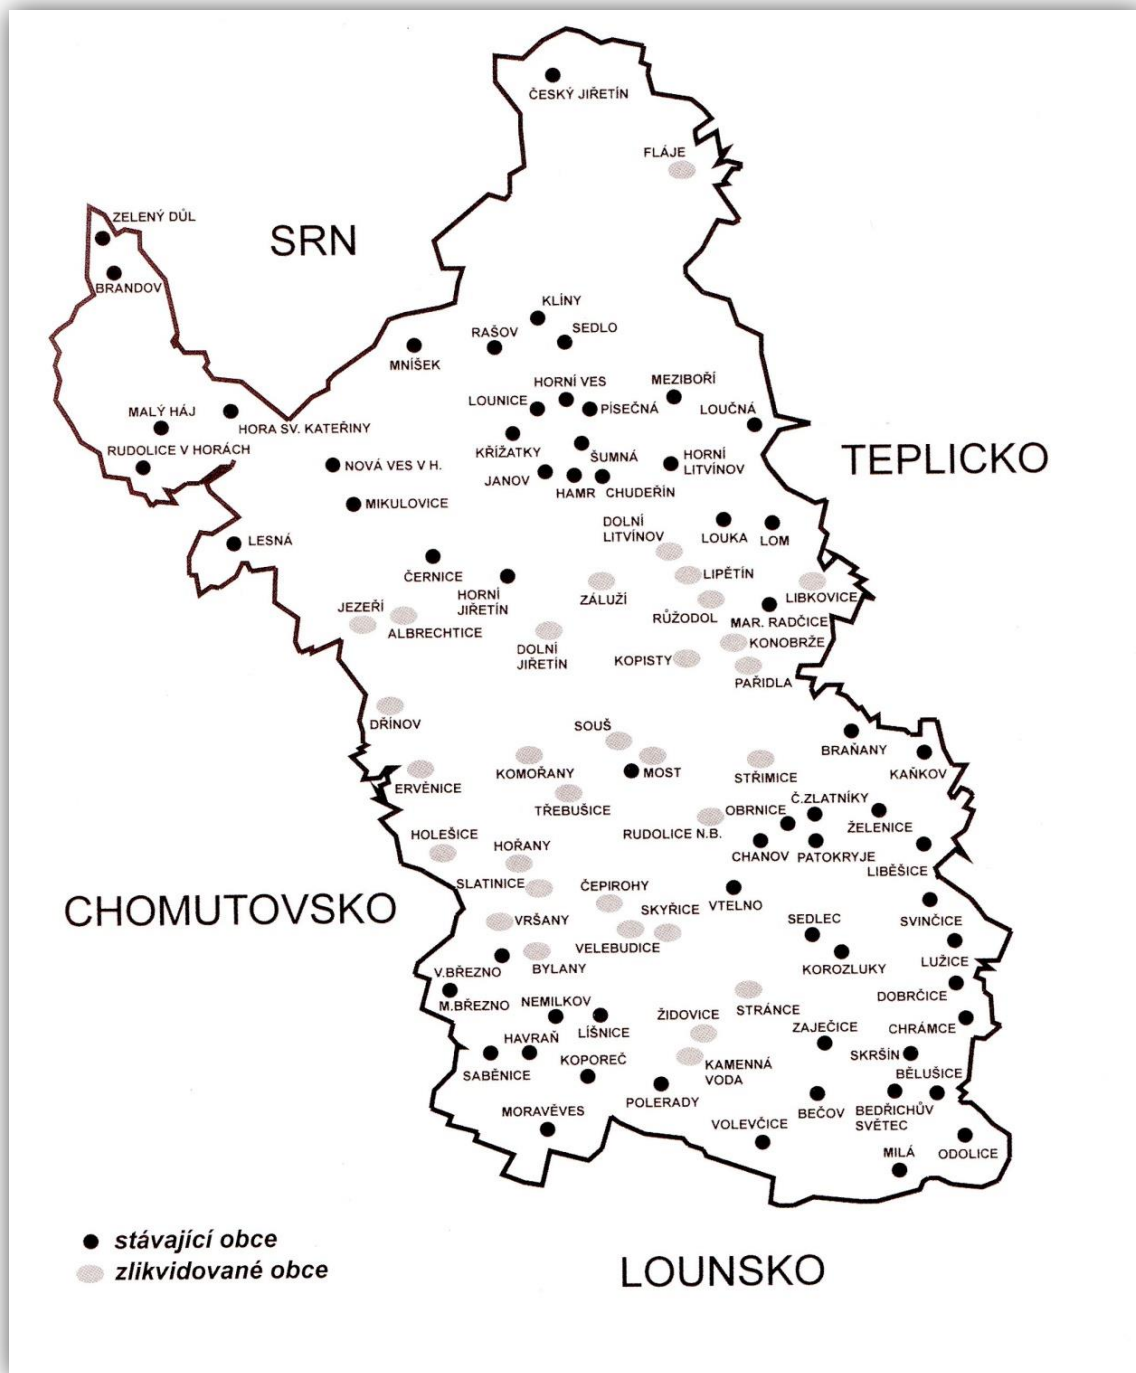 ČESKÝ JIŘETÍN
FLÁJE
ZELENÝ DŮL
SRN
BRANDOV
KLÍNY
RAŠOV
SEDLO
MNÍŠEK
HORNÍ VES
MEZIBOŘÍ
LOUNICE
PÍSEČNÁ
LOUČNÁ
MALÝ HÁJ
HORA SV. KATEŘINY
RUDOLICE V HORÁCH
KŘÍŽATKY
ŠUMNÁ
HORNÍ
LITVÍNOV
TEPLICKO
NOVÁ VES V H.
JANOV
HAMR
CHUDEŘÍN
MIKULOVICE
DOLNÍ
LITVÍNOV
LOUKA
LOM
LESNÁ
ČERNICE
HORNÍ
JIŘETÍN
ZÁLUŽÍ
LIPĚTÍN
LIBKOVICE
JEZEŘÍ
ALBRECHTICE
RŮŽODOL
MAR. RADČICE
DOLNÍ
JIŘETÍN
KOPISTY
KONOBRŽE
PAŘIDLA
DŘÍNOV
SOUŠ
BRAŇANY
ERVĚNICE
KOMOŘANY
MOST
STŘIMICE
KAŇKOV
TŘEBUŠICE
Č.ZLATNÍKY
OBRNICE
HOLEŠICE
RUDOLICE N.B.
ŽELENICE
HOŘANY
CHANOV
PATOKRYJE
LIBĚŠICE
SLATINICE
ČEPIROHY
VTELNO
CHOMUTOVSKO
VRŠANY
SKYŘICE
SEDLEC
SVINČICE
VELEBUDICE
KOROZLUKY
LUŽICE
V.BŘEZNO
BYLANY
DOBRČICE
M.BŘEZNO
NEMILKOV
STRÁNCE
ŽIDOVICE
LÍŠNICE
ZAJEČICE
CHRÁMCE
HAVRAŇ
SKRŠÍN
SABĚNICE
KOPOREČ
KAMENNÁ
VODA
BĚLUŠICE
POLERADY
MORAVĚVES
BEČOV
BEDŘICHŮV
SVĚTEC
VOLEVČICE
MILÁ
ODOLICE
stávající obce
zlikvidované obce
LOUNSKO